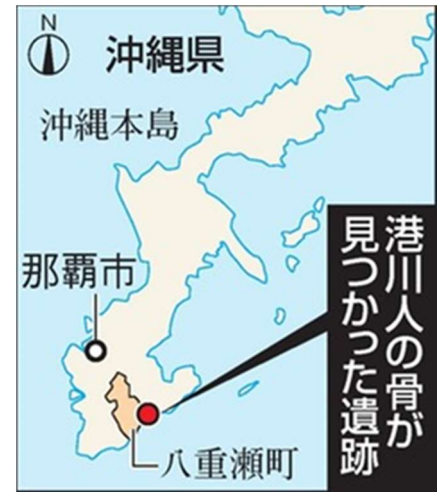 N
沖縄県
沖縄本島
那覇市
港川人の骨が
見つかった遺跡
八重瀬町